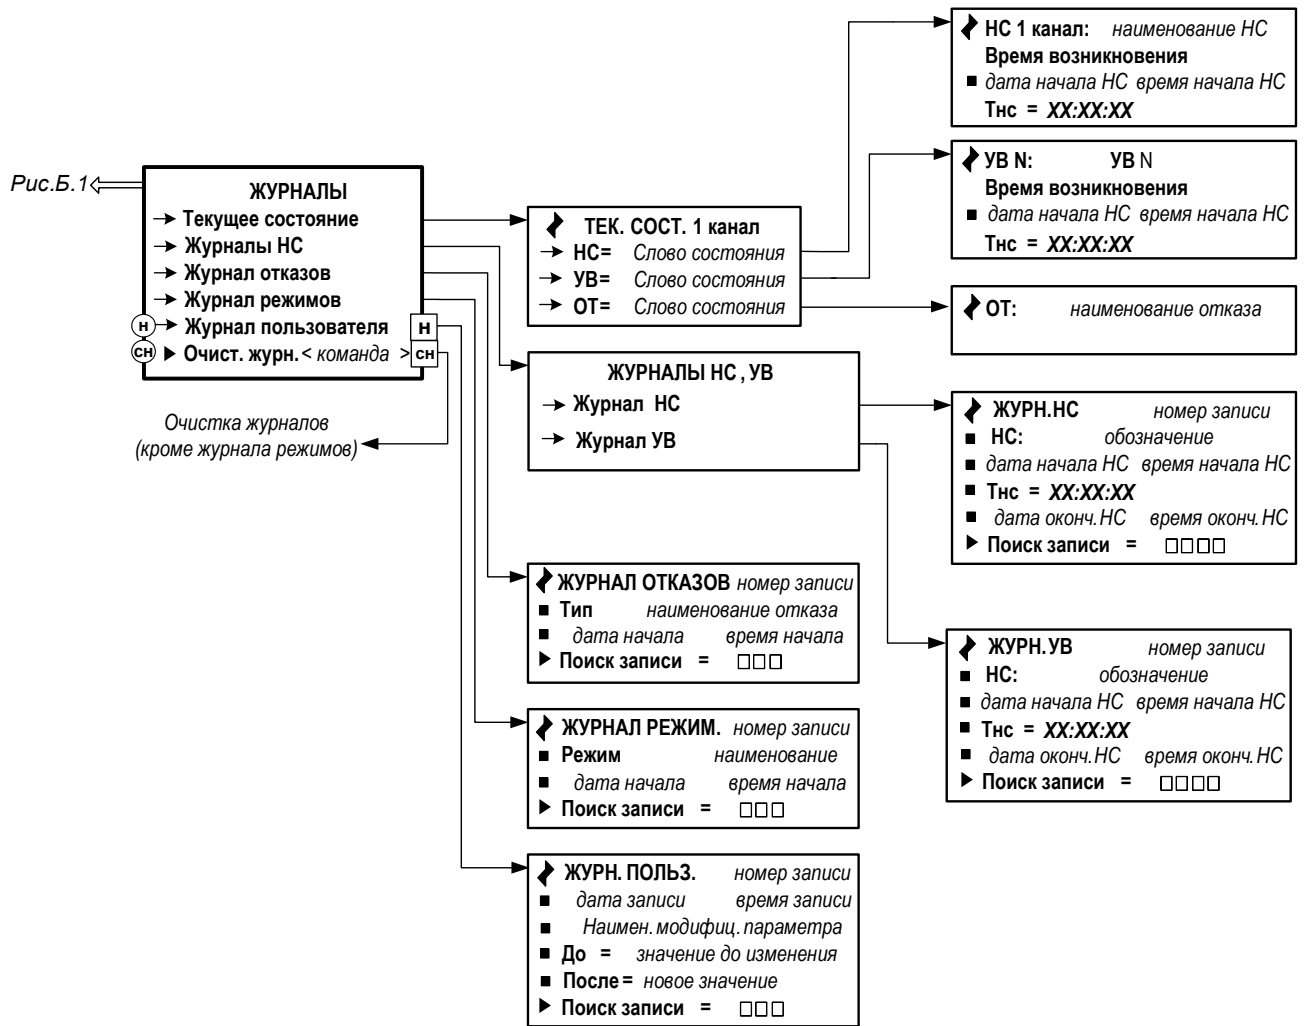 Рис.Б.1
ЖУРНАЛЫ
Текущее состояние
Журналы НС
Журнал отказов
Журнал режимов
Н Журнал пользователя Н
СН Очист. журн. < команда > СН
Очистка журналов
(кроме журнала режимов)
ТЕК. СОСТ. 1 канал
НС= Слово состояния
УВ= Слово состояния
ОТ= Слово состояния
ЖУРНАЛЫ НС , УВ
Журнал НС
Журнал УВ
ЖУРНАЛ ОТКАЗОВ номер записи
Тип наименование отказа
дата начала время начала
Поиск записи =
ЖУРНАЛ РЕЖИМ. номер записи
Режим наименование
дата начала время начала
Поиск записи =
ЖУРН. ПОЛЬЗ. номер записи
дата записи время записи
Наимен. модифиц. параметра
До = значение до изменения
После = новое значение
Поиск записи =
НС 1 канал: наименование НС
Время возникновения
дата начала НС время начала НС
Тнс = XX:XX:XX
УВ N: УВ N
Время возникновения
дата начала НС время начала НС
Тнс = XX:XX:XX
ОТ: наименование отказа
ЖУРН.НС номер записи
НС: обозначение
дата начала НС время начала НС
Тнс = XX:XX:XX
дата оконч. НС время оконч. НС
Поиск записи =
ЖУРН. УВ номер записи
НС: обозначение
дата начала НС время начала НС
Тнс = XX:XX:XX
дата оконч. НС время оконч. НС
Поиск записи =